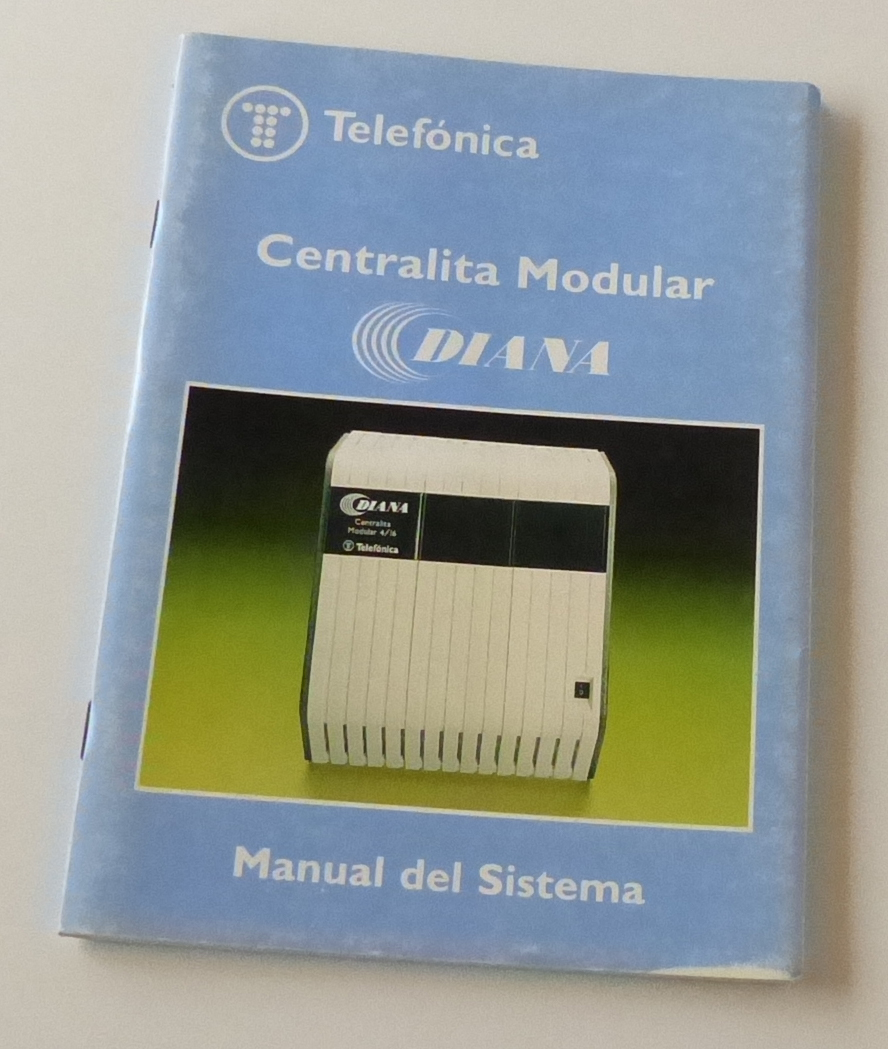 Telefónica
Centralita Modular
DIANA
DIANA
Centralita
Modular 4/16
Telefónica
Manual del Sistema